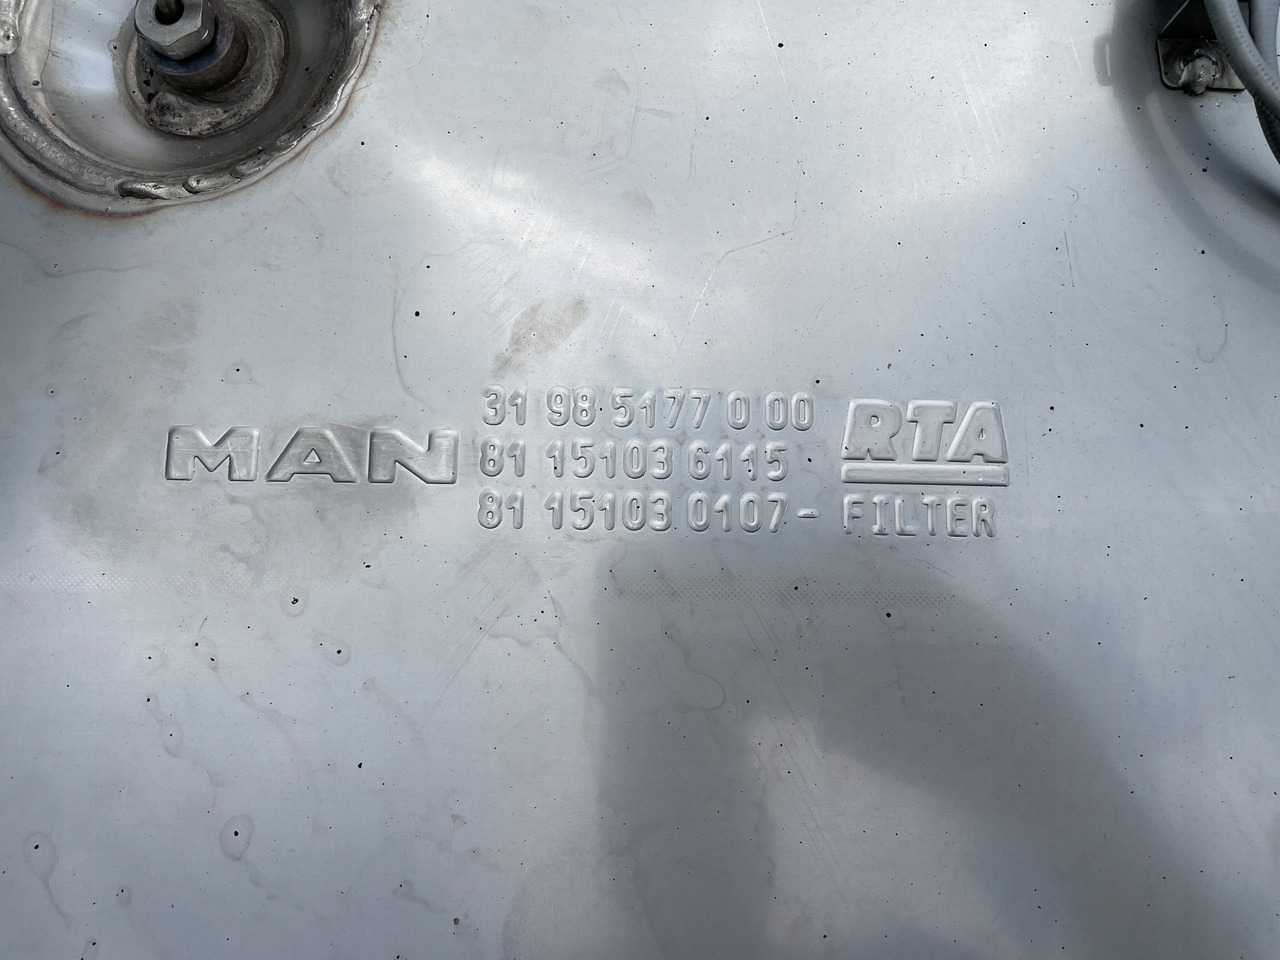 MAN
31 98 5177 0 00
81 15103 6115
81 15103 0107- FILTER
RTA